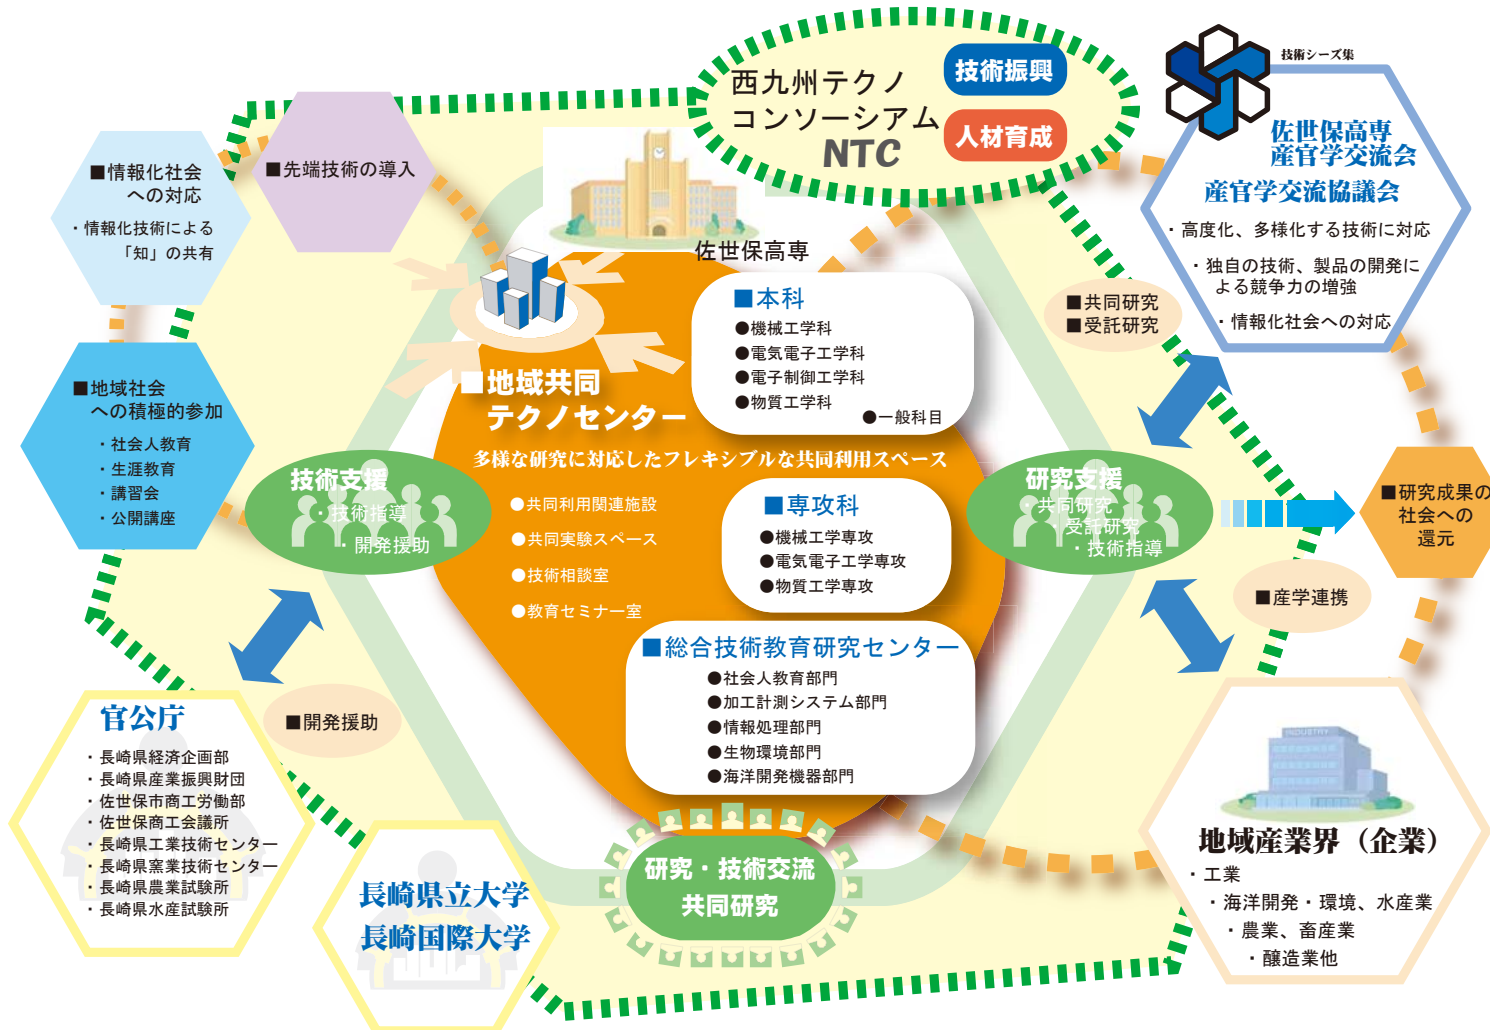 西九州テクノ
コンソーシアム
NTC
技術振興
人材育成
技術シーズ集
佐世保高専
産官学交流会
産官学交流協議会
・高度化、多様化する技術に対応
・独自の技術、製品の開発に
よる競争力の増強
・情報化社会への対応
■情報化社会
への対応
・情報化技術による
「知」の共有
■先端技術の導入
佐世保高専
■本科
●機械工学科
●電気電子工学科
●電子制御工学科
●物質工学科
●一般科目
■共同研究
■受託研究
■地域社会
への積極的参加
・社会人教育
・生涯教育
・講習会
・公開講座
■地域共同
テクノセンター
多様な研究に対応したフレキシブルな共同利用スペース
●共同利用関連施設
●共同実験スペース
●技術相談室
●教育セミナー室
技術支援
・技術指導
・開発援助
■専攻科
●機械工学専攻
●電気電子工学専攻
●物質工学専攻
研究支援
・共同研究
・受託研究
・技術指導
■研究成果の
社会への
還元
■産学連携
■総合技術教育研究センター
●社会人教育部門
●加工計測システム部門
●情報処理部門
●生物環境部門
●海洋開発機器部門
■開発援助
官公庁
・長崎県経済企画部
・長崎県産業振興財団
・佐世保市商工労働部
・佐世保商工会議所
・長崎県工業技術センター
・長崎県窯業技術センター
・長崎県農業試験所
・長崎県水産試験所
長崎県立大学
長崎国際大学
研究・技術交流
共同研究
INDUSTRY
地域産業界（企業）
・工業
・海洋開発・環境、水産業
・農業、畜産業
・醸造業他